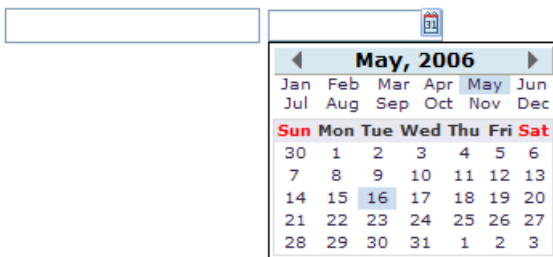 31
May, 2006
Jan Feb Mar Apr May Jun
Jul Aug Sep Oct Nov Dec
Sun Mon Tue Wed Thu Fri Sat
30 1 2 3 4 5 6
7 8 9 10 11 12 13
14 15 16 17 18 19 20
21 22 23 24 25 26 27
28 29 30 31 1 2 3